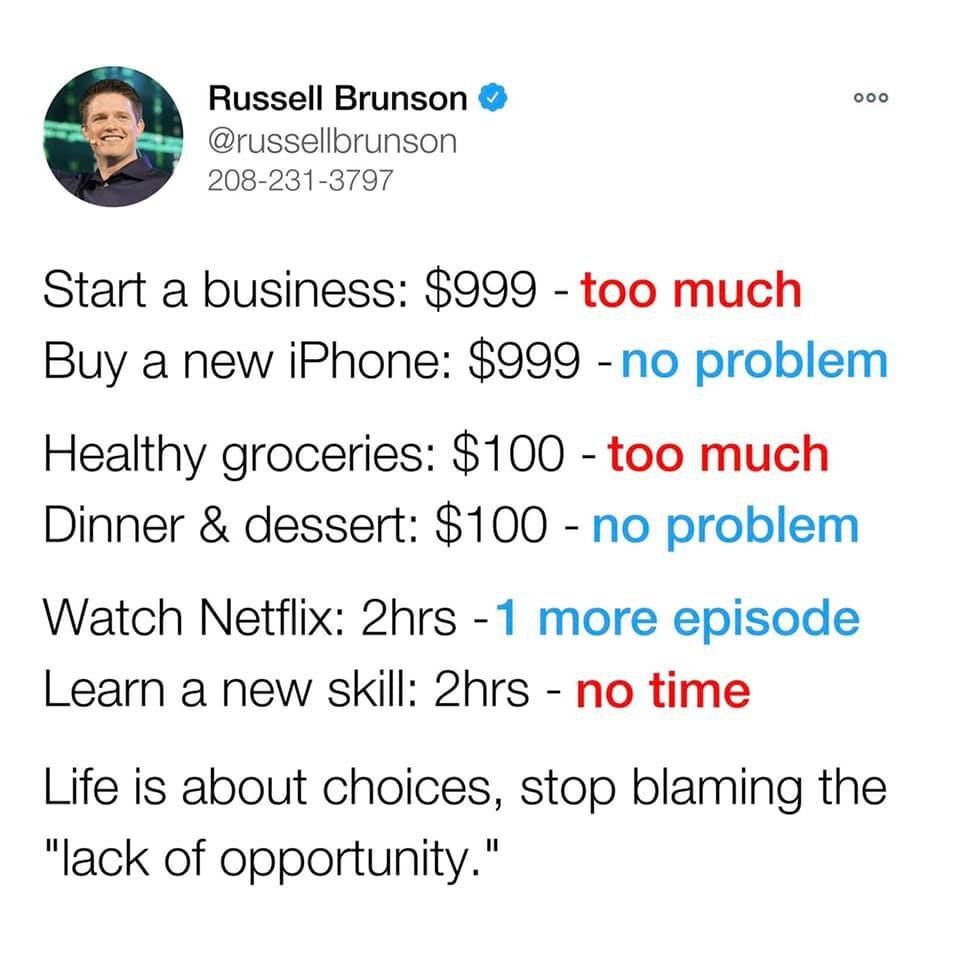 Russell Brunson
@russellbrunson
208-231-3797
Start a business: $999 - too much
Buy a new iPhone: $999 - no problem
Healthy groceries: $100 - too much
Dinner & dessert: $100 - no problem
Watch Netflix: 2hrs - 1 more episode
Learn a new skill: 2hrs - no time
Life is about choices, stop blaming the
"lack of opportunity."